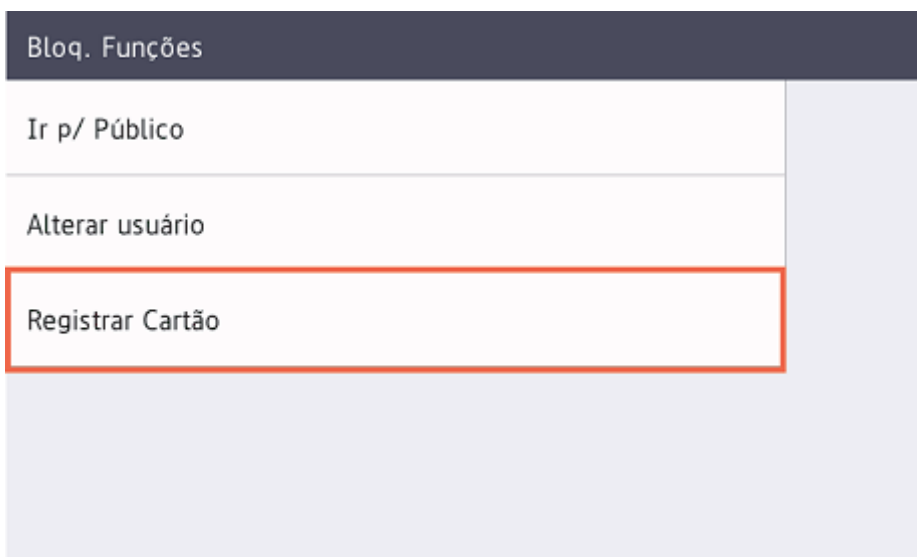 Bloq. Funções
Ir p/ Público
Alterar usuário
Registrar Cartão